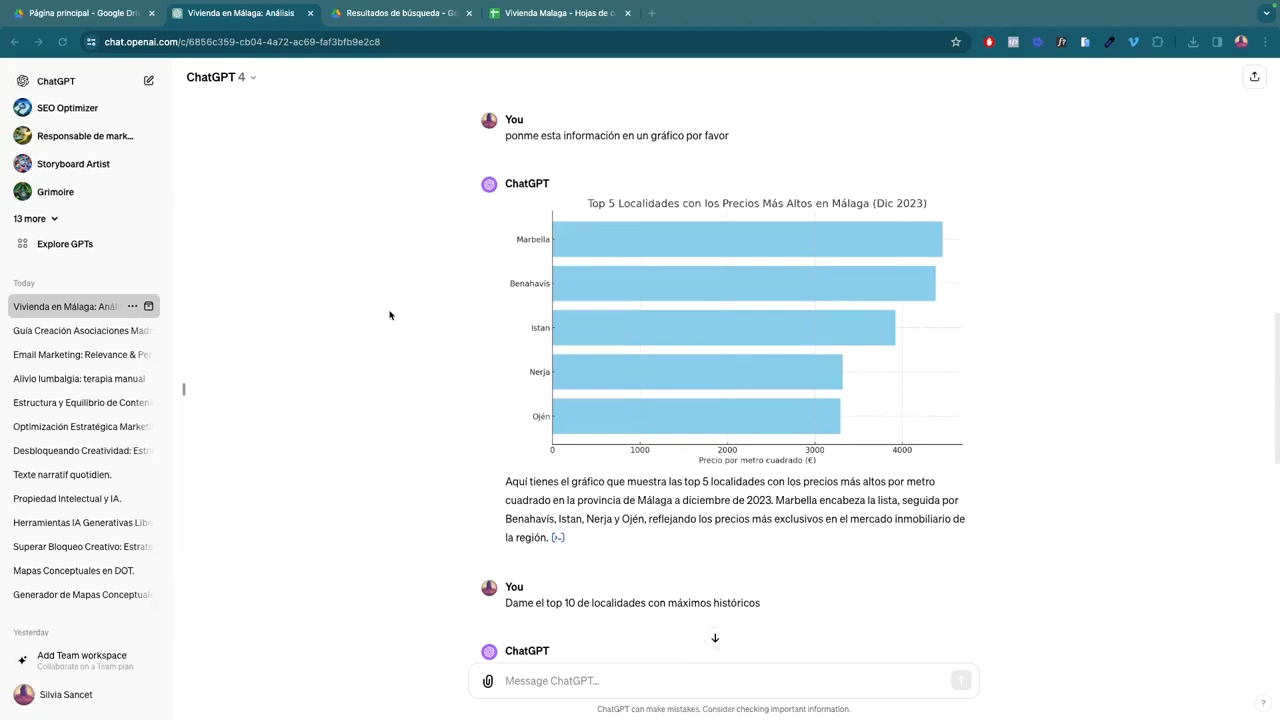 Página principal - Google Driv
Vivienda en Málaga: Análisis
Resultados de búsqueda - Go
Vivienda Malaga - Hojas de c
chat.openai.com/c/6856c359-cb04-4a72-ac69-faf3bfb9e2c8
ChatGPT
SEO Optimizer
Responsable de mark...
Storyboard Artist
Grimoire
13 more
Explore GPTs
Today
Vivienda en Málaga: Análi
Guía Creación Asociaciones Madr
Email Marketing: Relevance & Per
Alivio lumbalgia: terapia manual
Estructura y Equilibrio de Conteni
Optimización Estratégica Marketi
Desbloqueando Creatividad: Estra
Texte narratif quotidien.
Propiedad Intelectual y IA.
Herramientas IA Generativas Libr
Superar Bloqueo Creativo: Estrate
Mapas Conceptuales en DOT.
Generador de Mapas Conceptuale
Yesterday
Add Team workspace
Collaborate on a Team plan
Silvia Sancet
ChatGPT 4
You
ponme esta información en un gráfico por favor
ChatGPT
Top 5 Localidades con los Precios Más Altos en Málaga (Dic 2023)
Marbella
Benahavís
Istan
Nerja
Ojén
0 1000 2000 3000 4000
Precio por metro cuadrado (€)
Aquí tienes el gráfico que muestra las top 5 localidades con los precios más altos por metro
cuadrado en la provincia de Málaga a diciembre de 2023. Marbella encabeza la lista, seguida por
Benahavís, Istan, Nerja y Ojén, reflejando los precios más exclusivos en el mercado inmobiliario de
la región. [>-]
You
Dame el top 10 de localidades con máximos históricos
ChatGPT
Message ChatGPT...
ChatGPT can make mistakes. Consider checking important information.
?